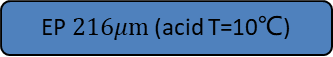 EP 216μm (acid T=10℃)